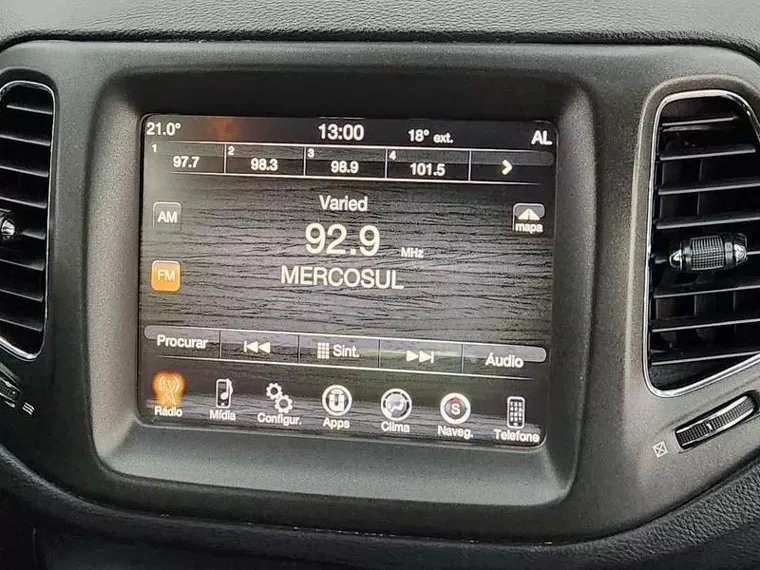 21.0° 13:00 18° ext. AL
1 97.7 2 98.3 3 98.9 4 101.5
Varied
AM 92.9 MHz mapa
FM MERCOSUL
Procurar Sint. Áudio
Rádio Mídia Configur. Apps Clima Naveg. Telefone